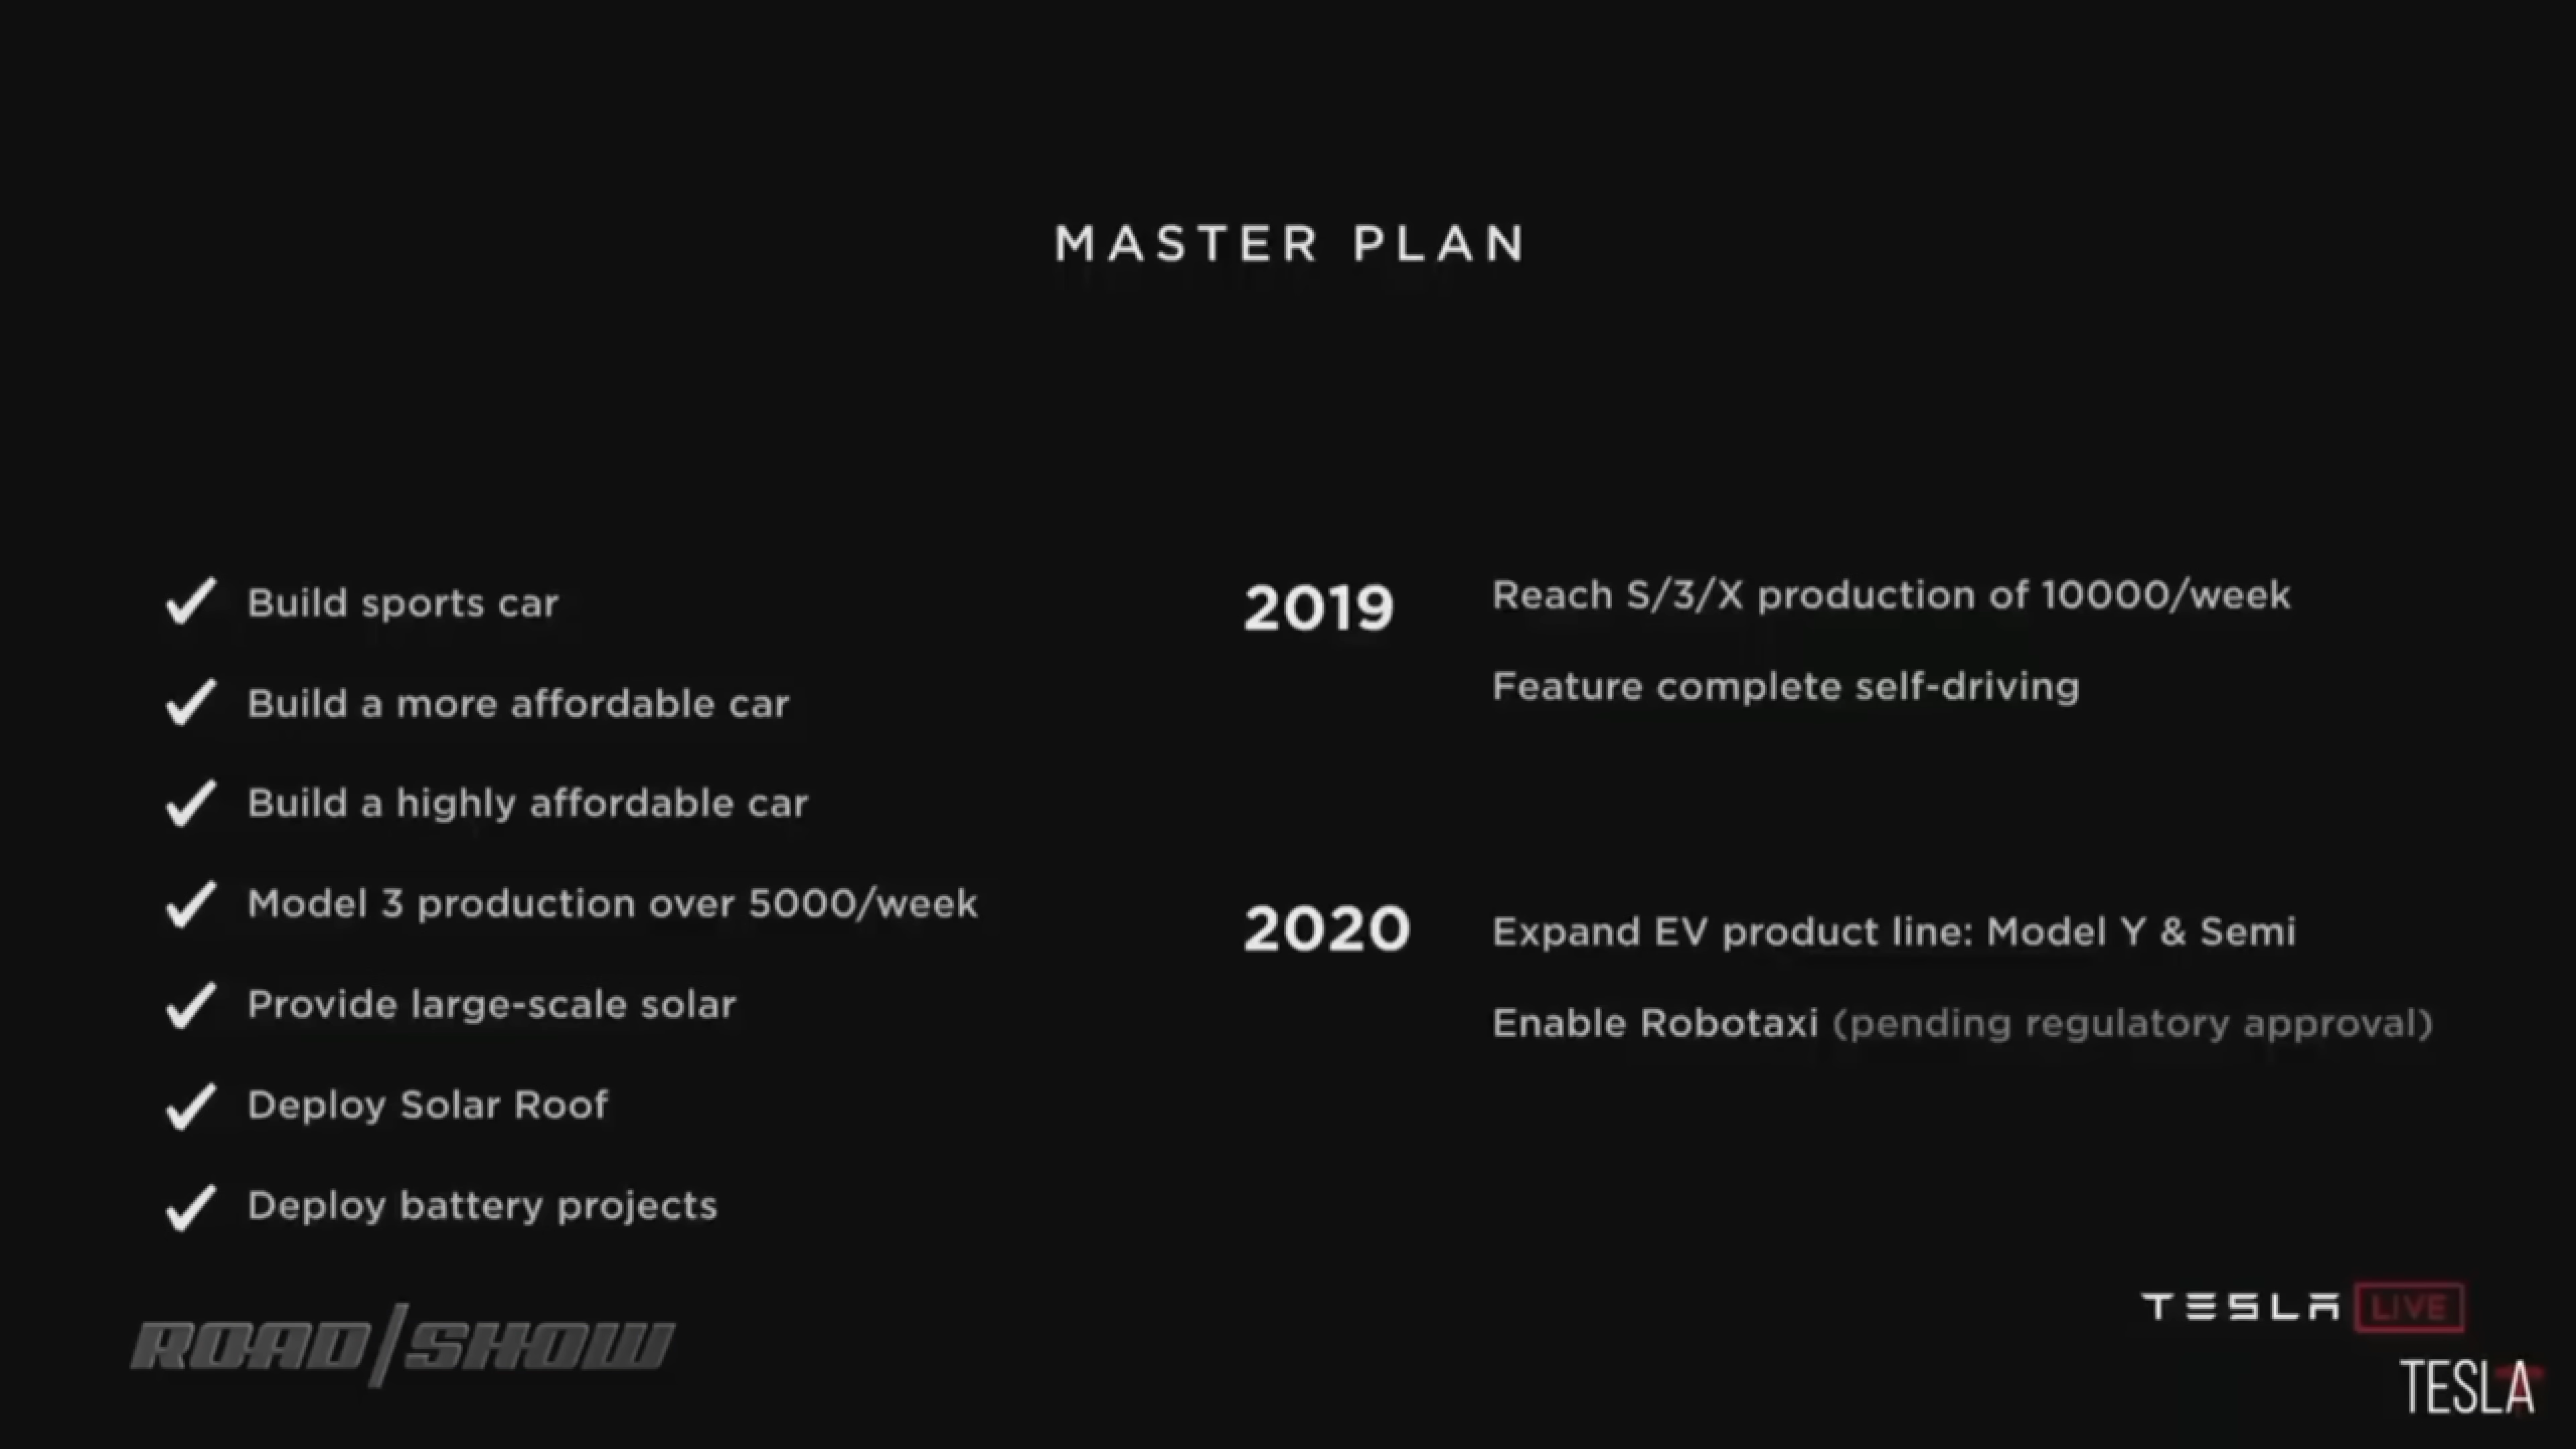 MASTER PLAN
Build sports car
Build a more affordable car
Build a highly affordable car
Model 3 production over 5000/week
Provide large-scale solar
Deploy Solar Roof
Deploy battery projects
2019
Reach S/3/X production of 10000/week
Feature complete self-driving
2020
Expand EV product line: Model Y & Semi
Enable Robotaxi (pending regulatory approval)
ROAD/SHOW
TESLA LIVE
TESLA